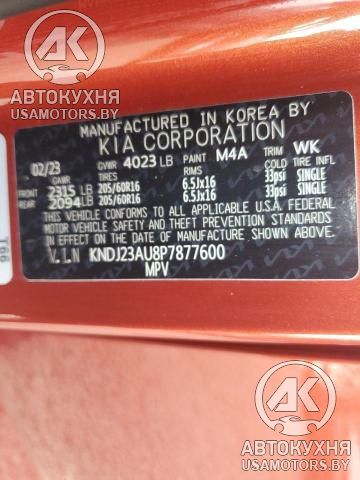 AK
АВТОКУХНЯ
USAMOTORS.BY
MANUFACTURED IN KOREA BY
KIA CORPORATION
02/23 GVWR 4023 LB PAINT M4A TRIM WK
GAWR TIRES RIMS COLD TIRE INFL.
FRONT 2315 LB 205/60R16 6.5Jx16 33psi SINGLE
REAR 2094 LB 205/60R16 6.5Jx16 33psi SINGLE
THIS VEHICLE CONFORMS TO ALL APPLICABLE U.S.A. FEDERAL
MOTOR VEHICLE SAFETY AND THEFT PREVENTION STANDARDS
IN EFFECT ON THE DATE OF MANUFACTURE SHOWN ABOVE.
V.I.N KNDJ23AU8P7877600
MPV
T66
AK
АВТОКУХНЯ
USAMOTORS.BY